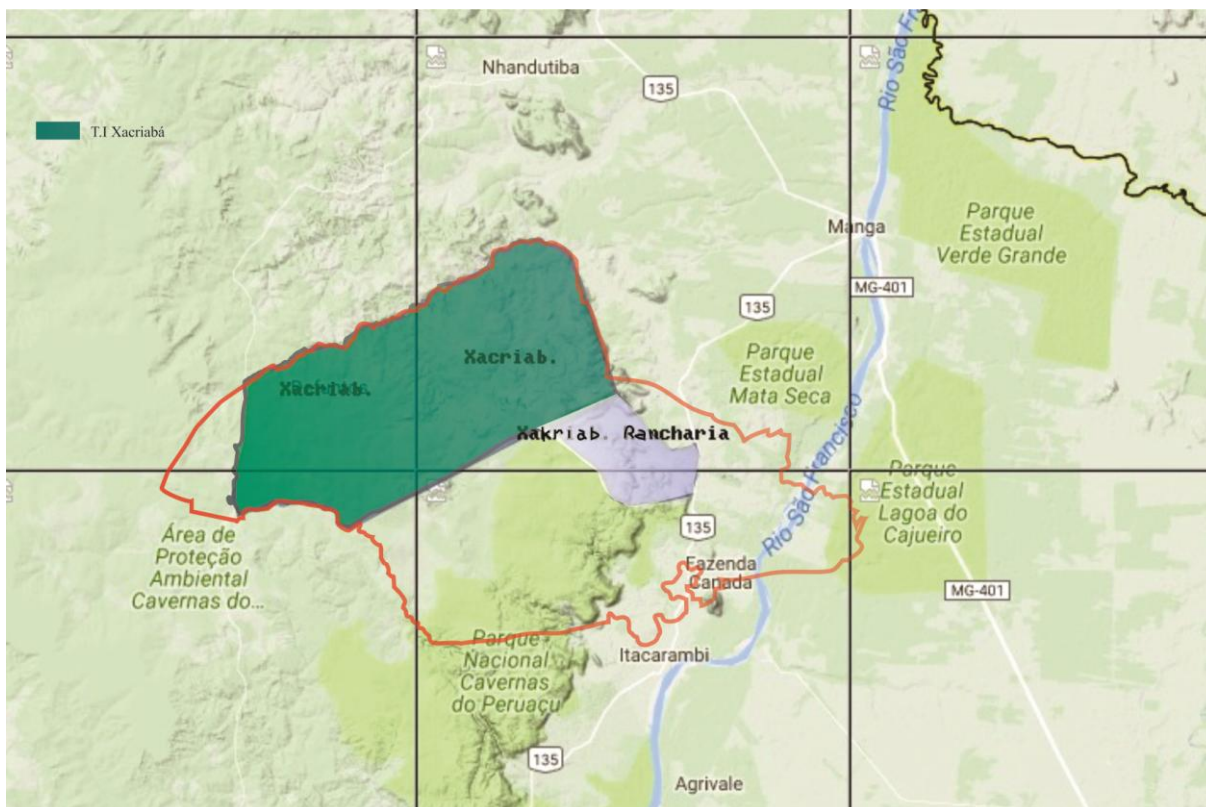 Nhandutiba
135
Rio São Fra
T.I Xacriabá
Parque
Estadual
Verde Grande
Manga
MG-401
135
Xacriab.
Xacriab.
Parque
Estadual
Mata Seca
Xakriab. Rancharia
Rio São Francisco
Parque
Estadual
Lagoa do
Cajueiro
135
Área de
Proteção
Ambiental
Cavernas do...
Fazenda
Canada
MG-401
Parque
Nacional
Cavernas
do Peruaçu
Itacarambi
135
Agrivale